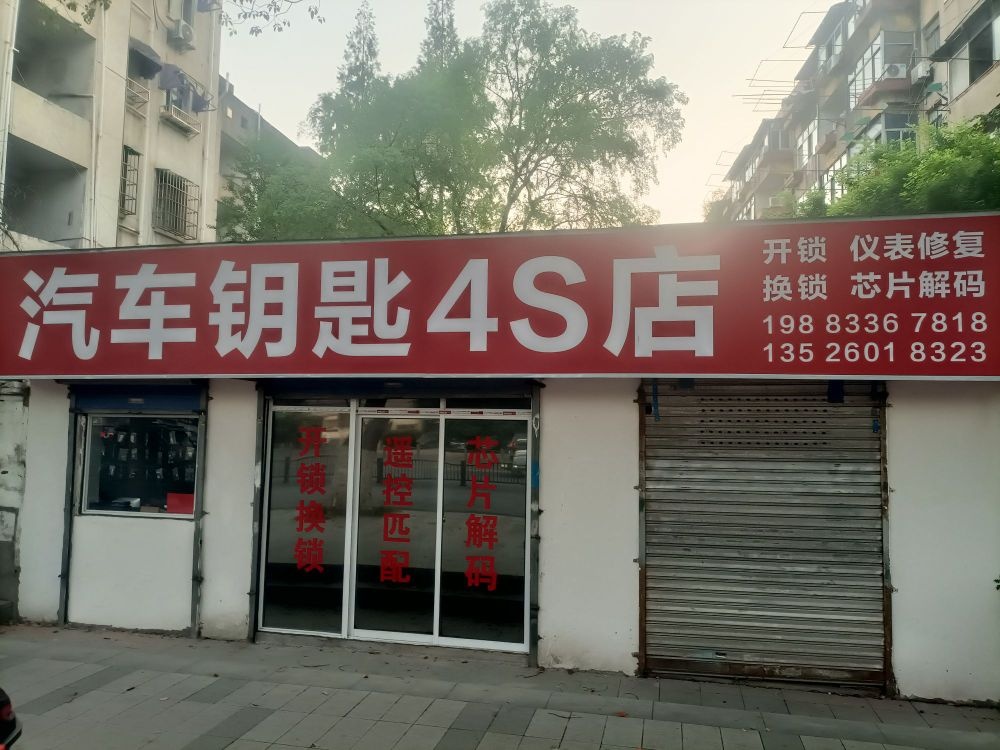 汽车钥匙4S店
开锁 仪表修复
换锁 芯片解码
198 8336 7818
135 2601 8323
开锁换锁
遥控匹配
芯片解码